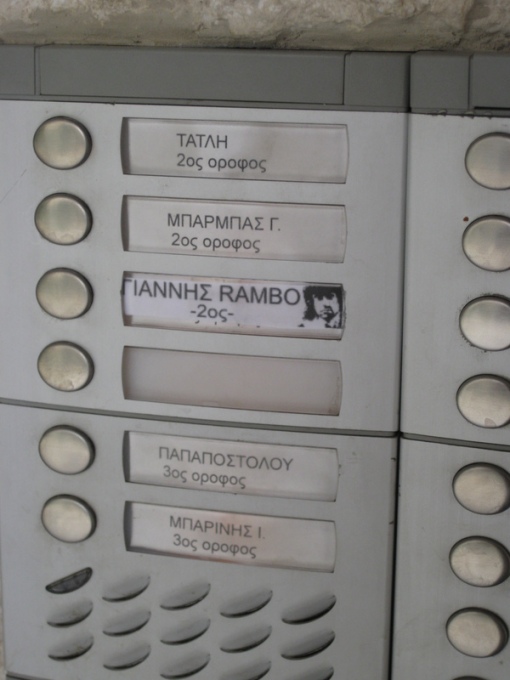 ΤΑΤΛΗ
2ος οροφος
ΜΠΑΡΜΠΑΣ Γ.
2ος οροφος
ΓΙΑΝΝΗΣ RAMBO
-2ος-
ΠΑΠΑΠΟΣΤΟΛΟΥ
3ος οροφος
ΜΠΑΡΙΝΗΣ Ι.
3ος οροφος